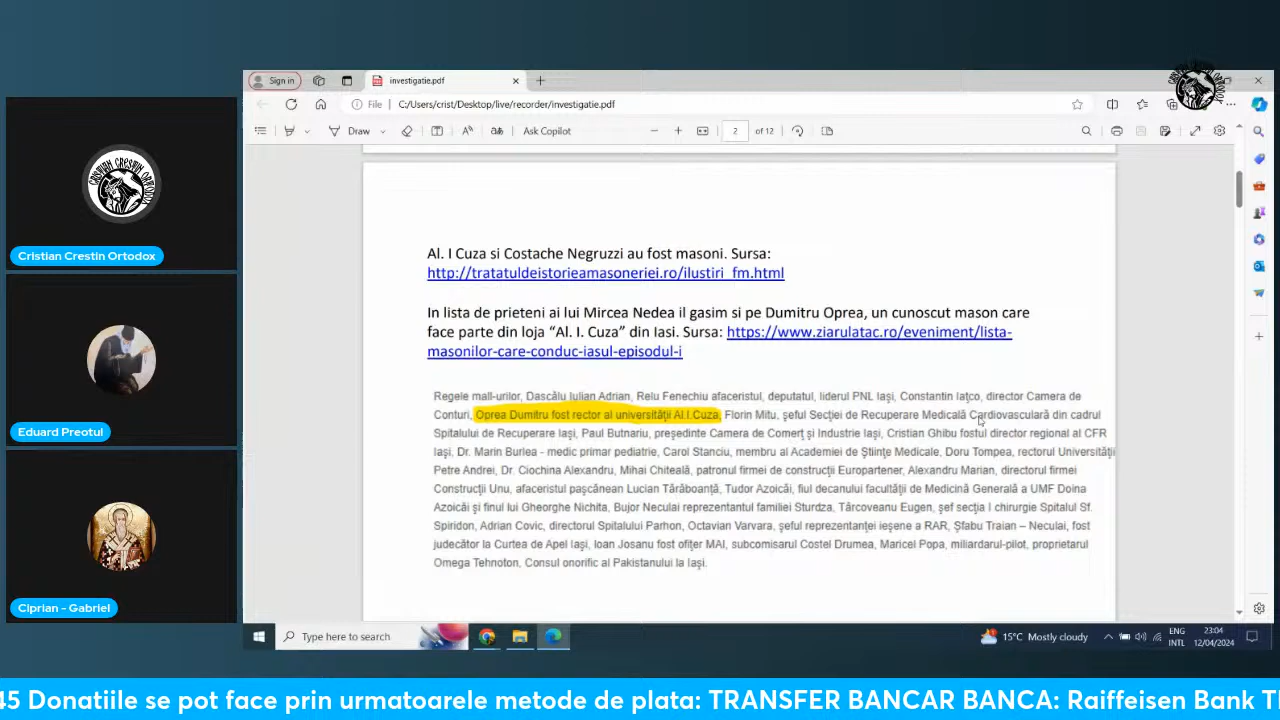 Sign in
investigatie.pdf
File
C:/Users/crist/Desktop/live/recorder/investigatie.pdf
Draw
Ask Copilot
2
of 12
CRISTIAN CRESTIN ORTODOX
Cristian Crestin Ortodox
Eduard Preotul
Ciprian - Gabriel
Al. I Cuza si Costache Negruzzi au fost masoni. Sursa:
http://tratatuldeistorieamasoneriei.ro/ilustiri_fm.html
In lista de prieteni ai lui Mircea Nedea il gasim si pe Dumitru Oprea, un cunoscut mason care
face parte din loja “Al. I. Cuza” din Iasi. Sursa: https://www.ziarulatac.ro/eveniment/lista-
masonilor-care-conduc-iasul-episodul-i
Regele mall-urilor, Dascălu Iulian Adrian, Relu Fenechiu afaceristul, deputatul, liderul PNL Iași, Constantin Iațco, director Camera de
Conturi, Oprea Dumitru fost rector al universității Al.I.Cuza, Florin Mitu, șeful Secției de Recuperare Medicală Cardiovasculară din cadrul
Spitalului de Recuperare Iași, Paul Butnariu, președinte Camera de Comerț și Industrie Iași, Cristian Ghibu fostul director regional al CFR
Iași, Dr. Marin Burlea - medic primar pediatrie, Carol Stanciu, membru al Academiei de Științe Medicale, Doru Tompea, rectorul Universității
Petre Andrei, Dr. Ciochina Alexandru, Mihai Chiteală, patronul firmei de construcții Europartener, Alexandru Marian, directorul firmei
Construcții Unu, afaceristul pașcănean Lucian Tărăboanță, Tudor Azoicăi, fiul decanului facultății de Medicină Generală a UMF Doina
Azoicăi și finul lui Gheorghe Nichita, Bujor Neculai reprezentantul familiei Sturdza, Târcoveanu Eugen, șef secția I chirurgie Spitalul Sf.
Spiridon, Adrian Covic, directorul Spitalului Parhon, Octavian Varvara, șeful reprezentanței ieșene a RAR, Șfabu Traian – Neculai, fost
judecător la Curtea de Apel Iași, Ioan Josanu fost ofițer MAI, subcomisarul Costel Drumea, Maricel Popa, miliardarul-pilot, proprietarul
Omega Tehnoton, Consul onorific al Pakistanului la Iași.
Type here to search
15°C Mostly cloudy
ENG
INTL
23:04
12/04/2024
45 Donatiile se pot face prin urmatoarele metode de plata: TRANSFER BANCAR BANCA: Raiffeisen Bank